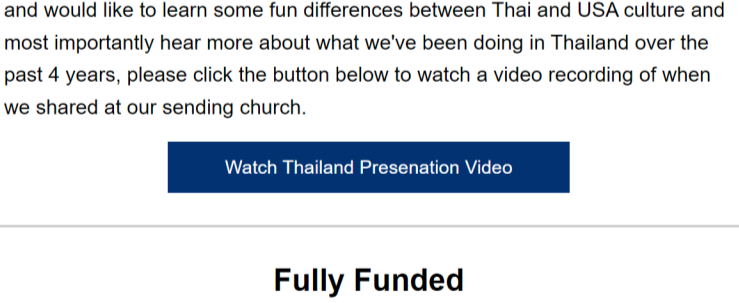 and would like to learn some fun differences between Thai and USA culture and
most importantly hear more about what we've been doing in Thailand over the
past 4 years, please click the button below to watch a video recording of when
we shared at our sending church.
Watch Thailand Presenation Video
Fully Funded